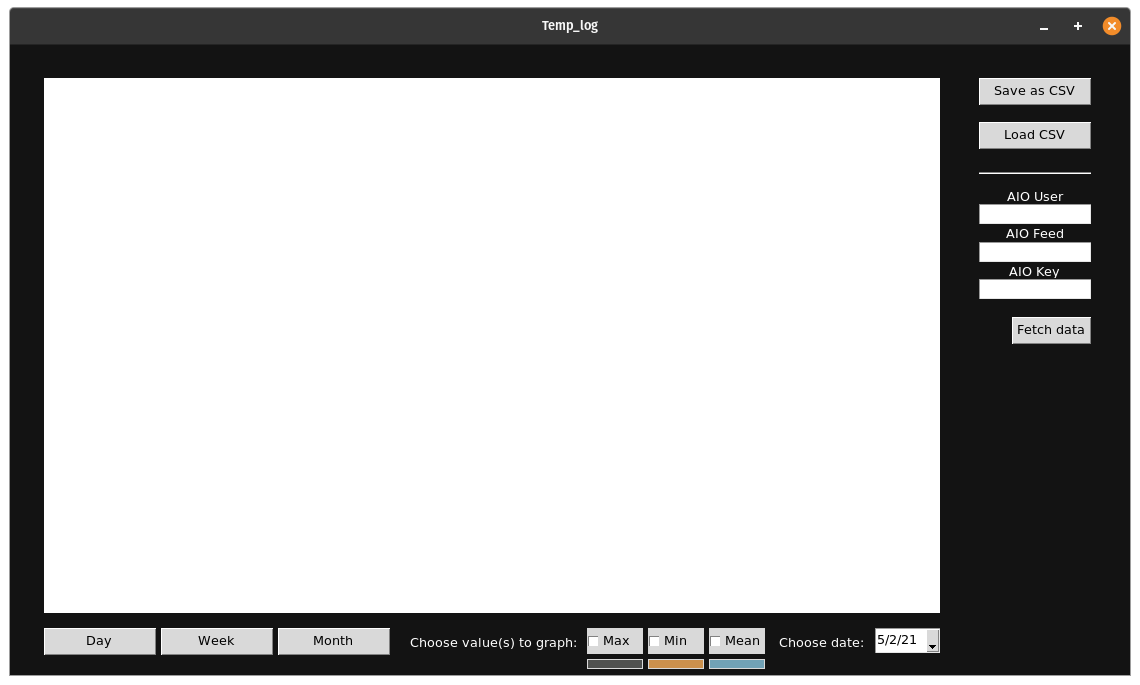 Temp_log
Save as CSV
Load CSV
AIO User
AIO Feed
AIO Key
Fetch data
Day Week Month Choose value(s) to graph: Max Min Mean Choose date: 5/2/21